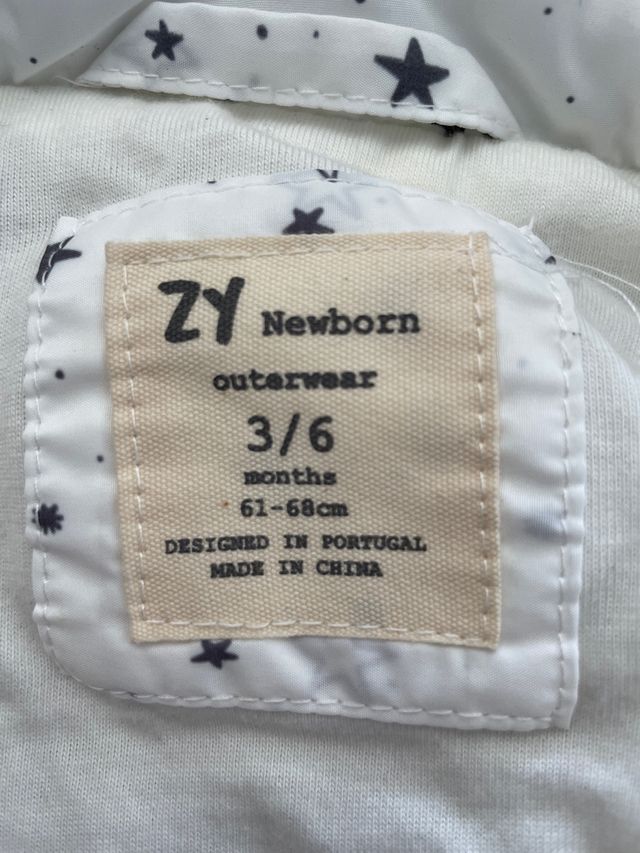 ZY Newborn
outerwear
3/6
months
61-68cm
DESIGNED IN PORTUGAL
MADE IN CHINA